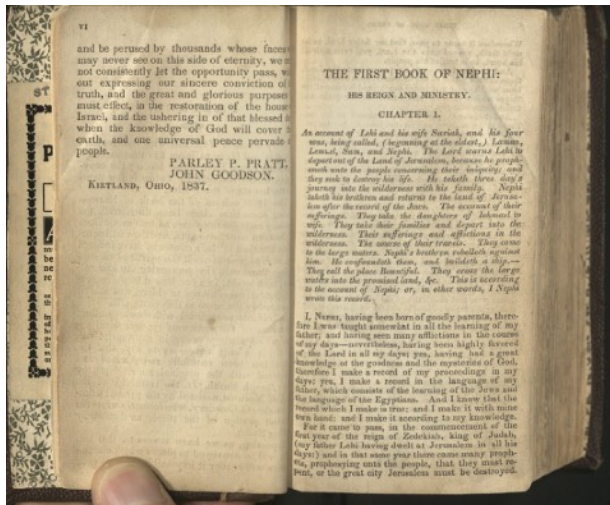 VI
and be perused by thousands whose faces
may never see on this side of eternity, we
not consistently let the opportunity pass, w
out expressing our sincere conviction of
truth, and the great and glorious purposes
must effect, in the restoration of the house
Israel, and the ushering in of that blessed
when the knowledge of God will cover
earth, and one universal peace pervade
people.
PARLEY P. PRATT,
JOHN GOODSON.
KIRTLAND, OHIO, 1837.
THE FIRST BOOK OF NEPHI:
HIS REIGN AND MINISTRY.
CHAPTER I.
An account of Lehi and his wife Sariah, and his four
sons, being called, (beginning at the eldest,) Laman,
Lemuel, Sam, and Nephi. The Lord warns Lehi to
depart out of the Land of Jerusalem, because he proph-
esieth unto the people concerning their iniquity; and
they seek to destroy his life. He taketh three day's
journey into the wilderness with his family. Nephi
taketh his brethren and returns to the land of Jerusa-
lem after the record of the Jews. The account of their
sufferings. They take the daughters of Ishmael to
wife. They take their families and depart into the
wilderness. Their sufferings and afflictions in the
wilderness. The course of their travels. They come
to the large waters. Nephi's brethren rebelleth against
him. He confoundeth them, and buildeth a ship.—
They call the place Bountiful. They cross the large
waters into the promised land, &c. This is according
to the account of Nephi; or, in other words, I Nephi
wrote this record.
I, NEPHI, having been born of goodly parents, there-
fore I was taught somewhat in all the learning of my
father; and having seen many afflictions in the course
of my days—nevertheless, having been highly favored
of the Lord in all my days; yea, having had a great
knowledge of the goodness and the mysteries of God,
therefore I make a record of my proceedings in my
days; yea, I make a record in the language of my
father, which consists of the learning of the Jews and
the language of the Egyptians. And I know that the
record which I make is true; and I make it with mine
own hand: and I make it according to my knowledge.
For it came to pass, in the commencement of the
first year of the reign of Zedekiah, king of Judah,
(my father Lehi having dwelt at Jerusalem in all his
days;) and in that same year there came many proph-
ets, prophesying unto the people, that they must re-
pent, or the great city Jerusalem must be destroyed.